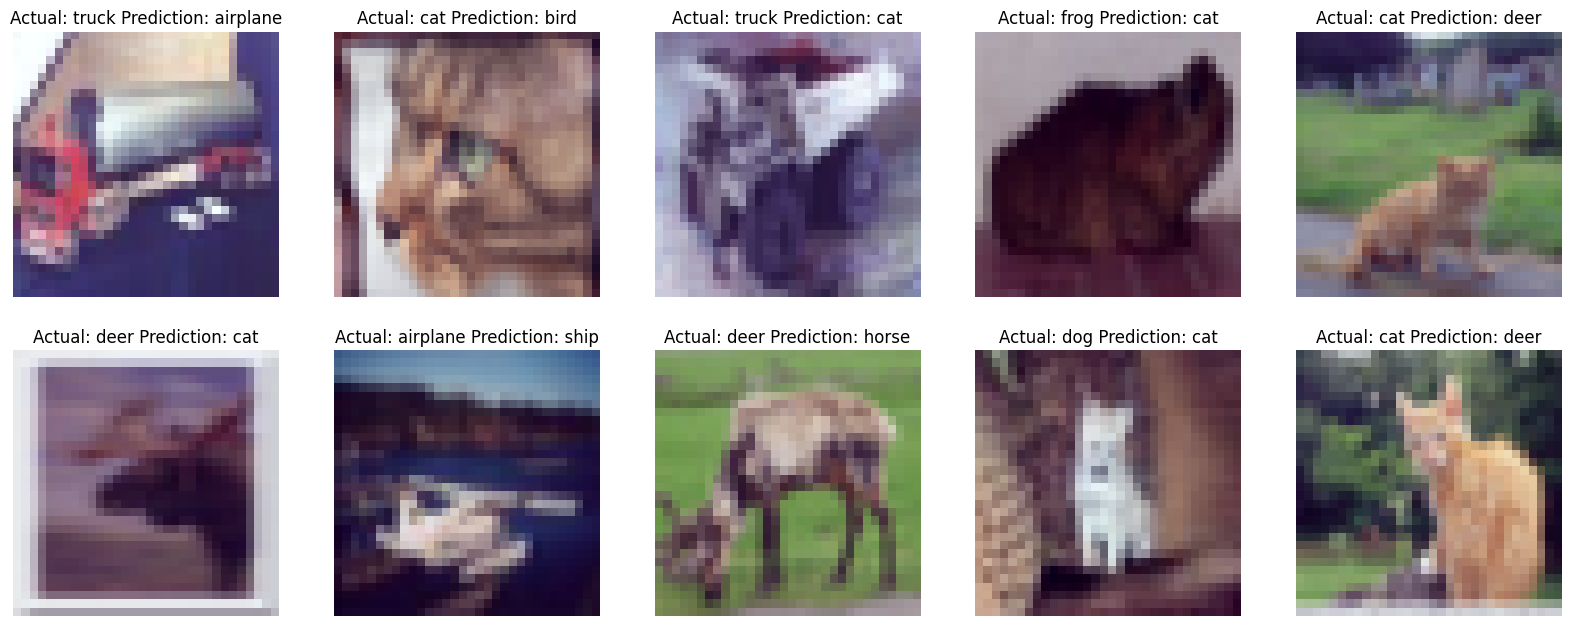 Actual: truck Prediction: airplane
Actual: cat Prediction: bird
Actual: truck Prediction: cat
Actual: frog Prediction: cat
Actual: cat Prediction: deer
Actual: deer Prediction: cat
Actual: airplane Prediction: ship
Actual: deer Prediction: horse
Actual: dog Prediction: cat
Actual: cat Prediction: deer